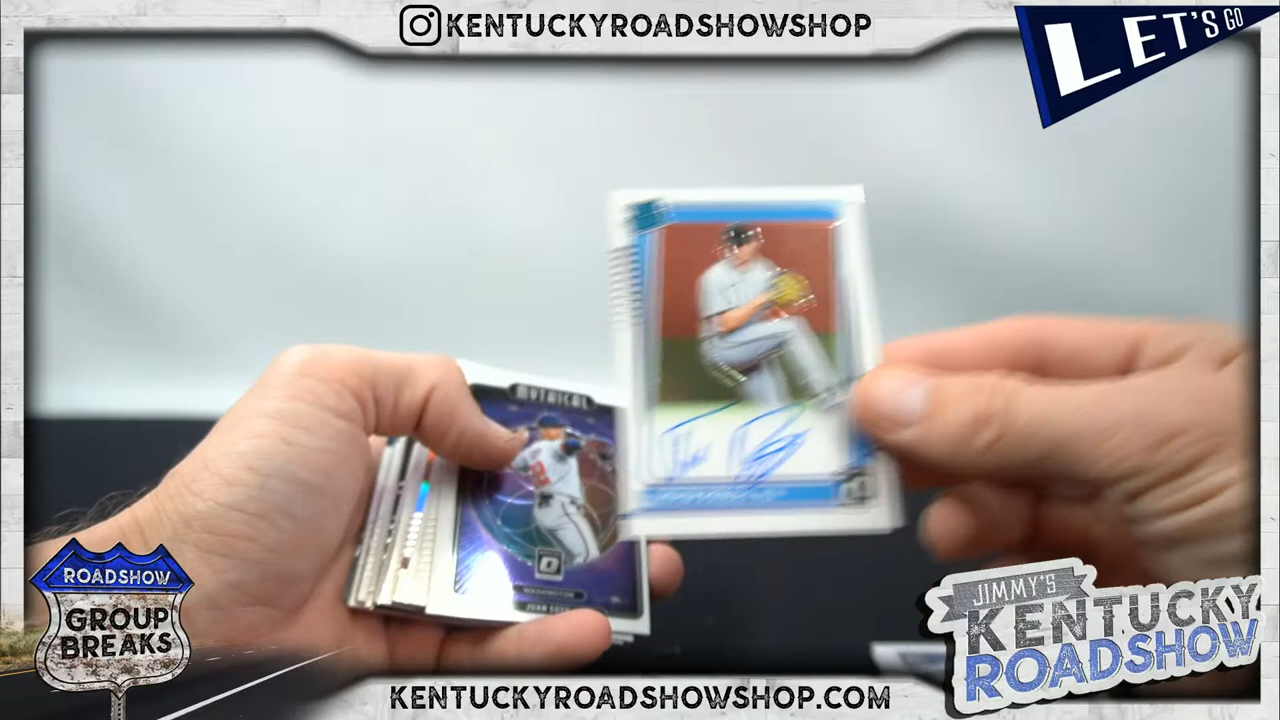 KENTUCKYROADSHOWSHOP
LET'S GO
MYTHICAL
WASHINGTON
JUAN SOTO
ROADSHOW
GROUP
BREAKS
JIMMY'S
KENTUCKY
ROADSHOW
KENTUCKYROADSHOWSHOP.COM